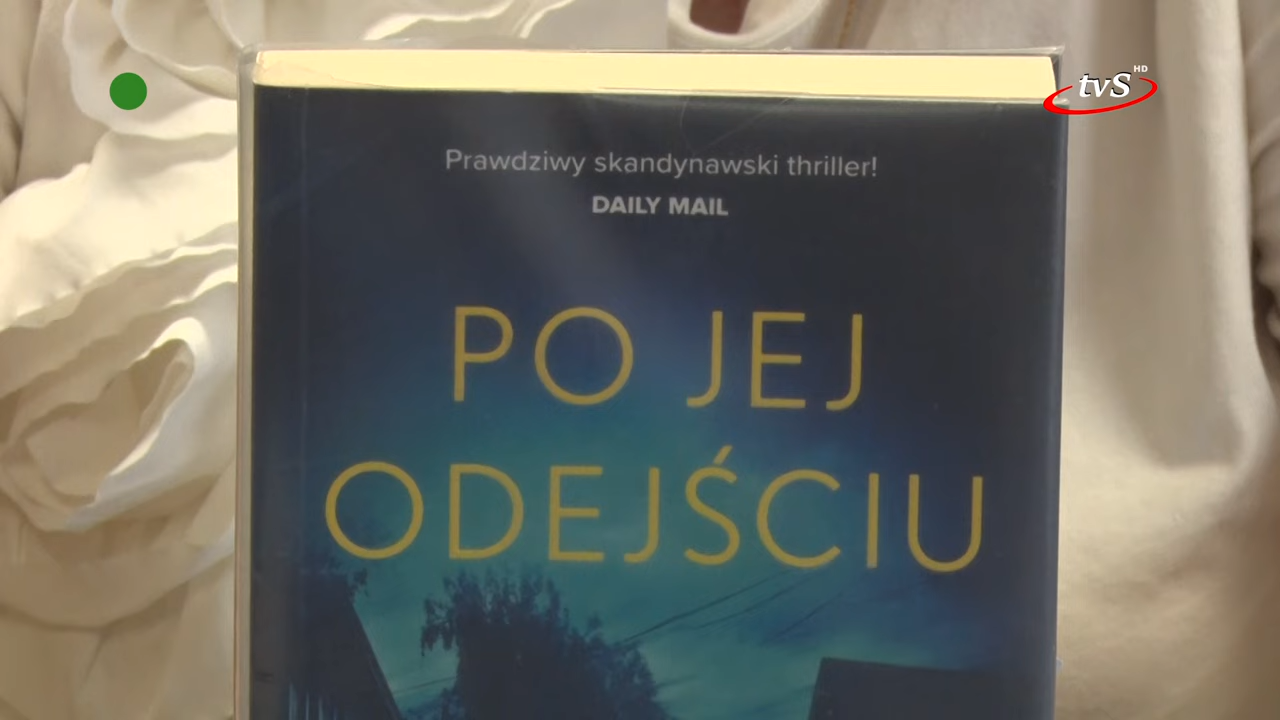 tvS HD
Prawdziwy skandynawski thriller!
DAILY MAIL
PO JEJ
ODEJŚCIU